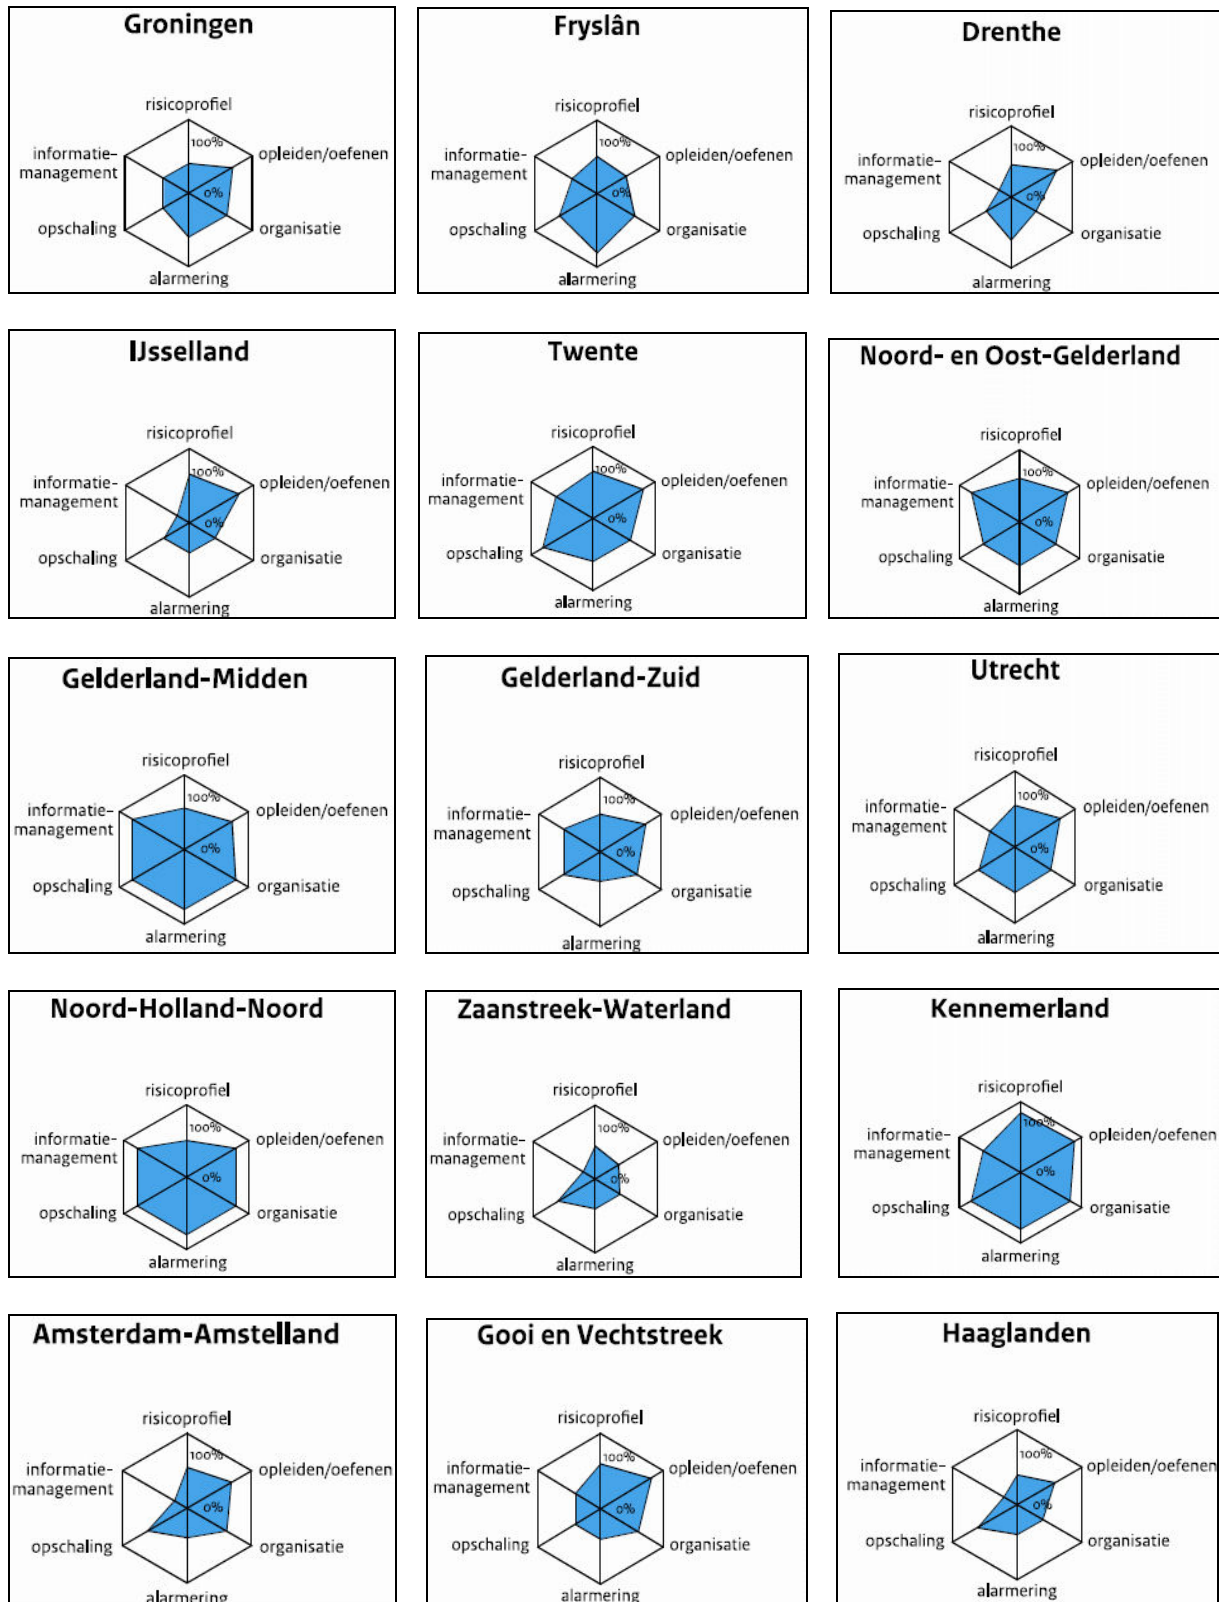 Groningen
risicoprofiel
100%
informatie-
management
opleiden/oefenen
0%
opschaling
organisatie
alarmering
Fryslân
risicoprofiel
100%
informatie-
management
opleiden/oefenen
0%
opschaling
organisatie
alarmering
Drenthe
risicoprofiel
100%
informatie-
management
opleiden/oefenen
0%
opschaling
organisatie
alarmering
IJsselland
risicoprofiel
100%
informatie-
management
opleiden/oefenen
0%
opschaling
organisatie
alarmering
Twente
risicoprofiel
100%
informatie-
management
opleiden/oefenen
0%
opschaling
organisatie
alarmering
Noord- en Oost-Gelderland
risicoprofiel
100%
informatie-
management
opleiden/oefenen
0%
opschaling
organisatie
alarmering
Gelderland-Midden
risicoprofiel
100%
informatie-
management
opleiden/oefenen
0%
opschaling
organisatie
alarmering
Gelderland-Zuid
risicoprofiel
100%
informatie-
management
opleiden/oefenen
0%
opschaling
organisatie
alarmering
Utrecht
risicoprofiel
100%
informatie-
management
opleiden/oefenen
0%
opschaling
organisatie
alarmering
Noord-Holland-Noord
risicoprofiel
100%
informatie-
management
opleiden/oefenen
0%
opschaling
organisatie
alarmering
Zaanstreek-Waterland
risicoprofiel
100%
informatie-
management
opleiden/oefenen
0%
opschaling
organisatie
alarmering
Kennemerland
risicoprofiel
100%
informatie-
management
opleiden/oefenen
0%
opschaling
organisatie
alarmering
Amsterdam-Amstelland
risicoprofiel
100%
informatie-
management
opleiden/oefenen
0%
opschaling
organisatie
alarmering
Gooi en Vechtstreek
risicoprofiel
100%
informatie-
management
opleiden/oefenen
0%
opschaling
organisatie
alarmering
Haaglanden
risicoprofiel
100%
informatie-
management
opleiden/oefenen
0%
opschaling
organisatie
alarmering